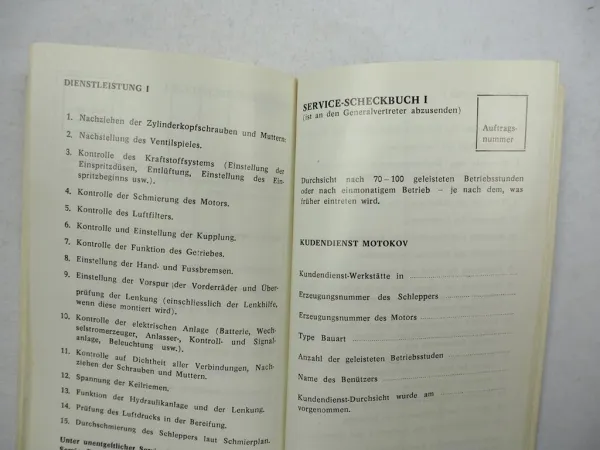 DIENSTLEISTUNG I
1. Nachziehen der Zylinderkopfschrauben und Muttern:
2. Nachstellung des Ventilspieles.
3. Kontrolle des Kraftstoffsystems (Einstellung der
Einspritzdüsen, Entlüftung, Einstellung des Ein-
spritzbeginns usw.).
4. Kontrolle der Schmierung des Motors.
5. Kontrolle des Luftfilters.
6. Kontrolle und Einstellung der Kupplung.
7. Kontrolle der Funktion des Getriebes.
8. Einstellung der Hand- und Fussbremsen.
9. Einstellung der Vorspur der Vorderräder und Über-
prüfung der Lenkung (einschliesslich der Lenkhilfe,
wenn diese montiert wird).
10. Kontrolle der elektrischen Anlage (Batterie, Wech-
selstromerzeuger, Anlasser-, Kontroll- und Signal-
anlage, Beleuchtung usw.).
11. Kontrolle auf Dichtheit aller Verbindungen, Nach-
ziehen der Schrauben und Muttern.
12. Spannung der Keilriemen.
13. Funktion der Hydraulikanlage und der Lenkung.
14. Prüfung des Luftdrucks in der Bereifung.
15. Durchschmierung des Schleppers laut Schmierplan.
Unter unentgeltlicher
SERVICE-SCHECKBUCH I
(ist an den Generalvertreter abzusenden)
Auftrags-
nummer
Durchsicht nach 70–100 geleisteten Betriebsstunden
oder nach einmonatigem Betrieb – je nach dem, was
früher eintreten wird.
KUDENDIENST MOTOKOV
Kundendienst-Werkstätte in
Erzeugungsnummer des Schleppers
Erzeugungsnummer des Motors
Type Bauart
Anzahl der geleisteten Betriebsstuden
Name des Benützers
Kundendienst-Durchsicht wurde am
vorgenommen.